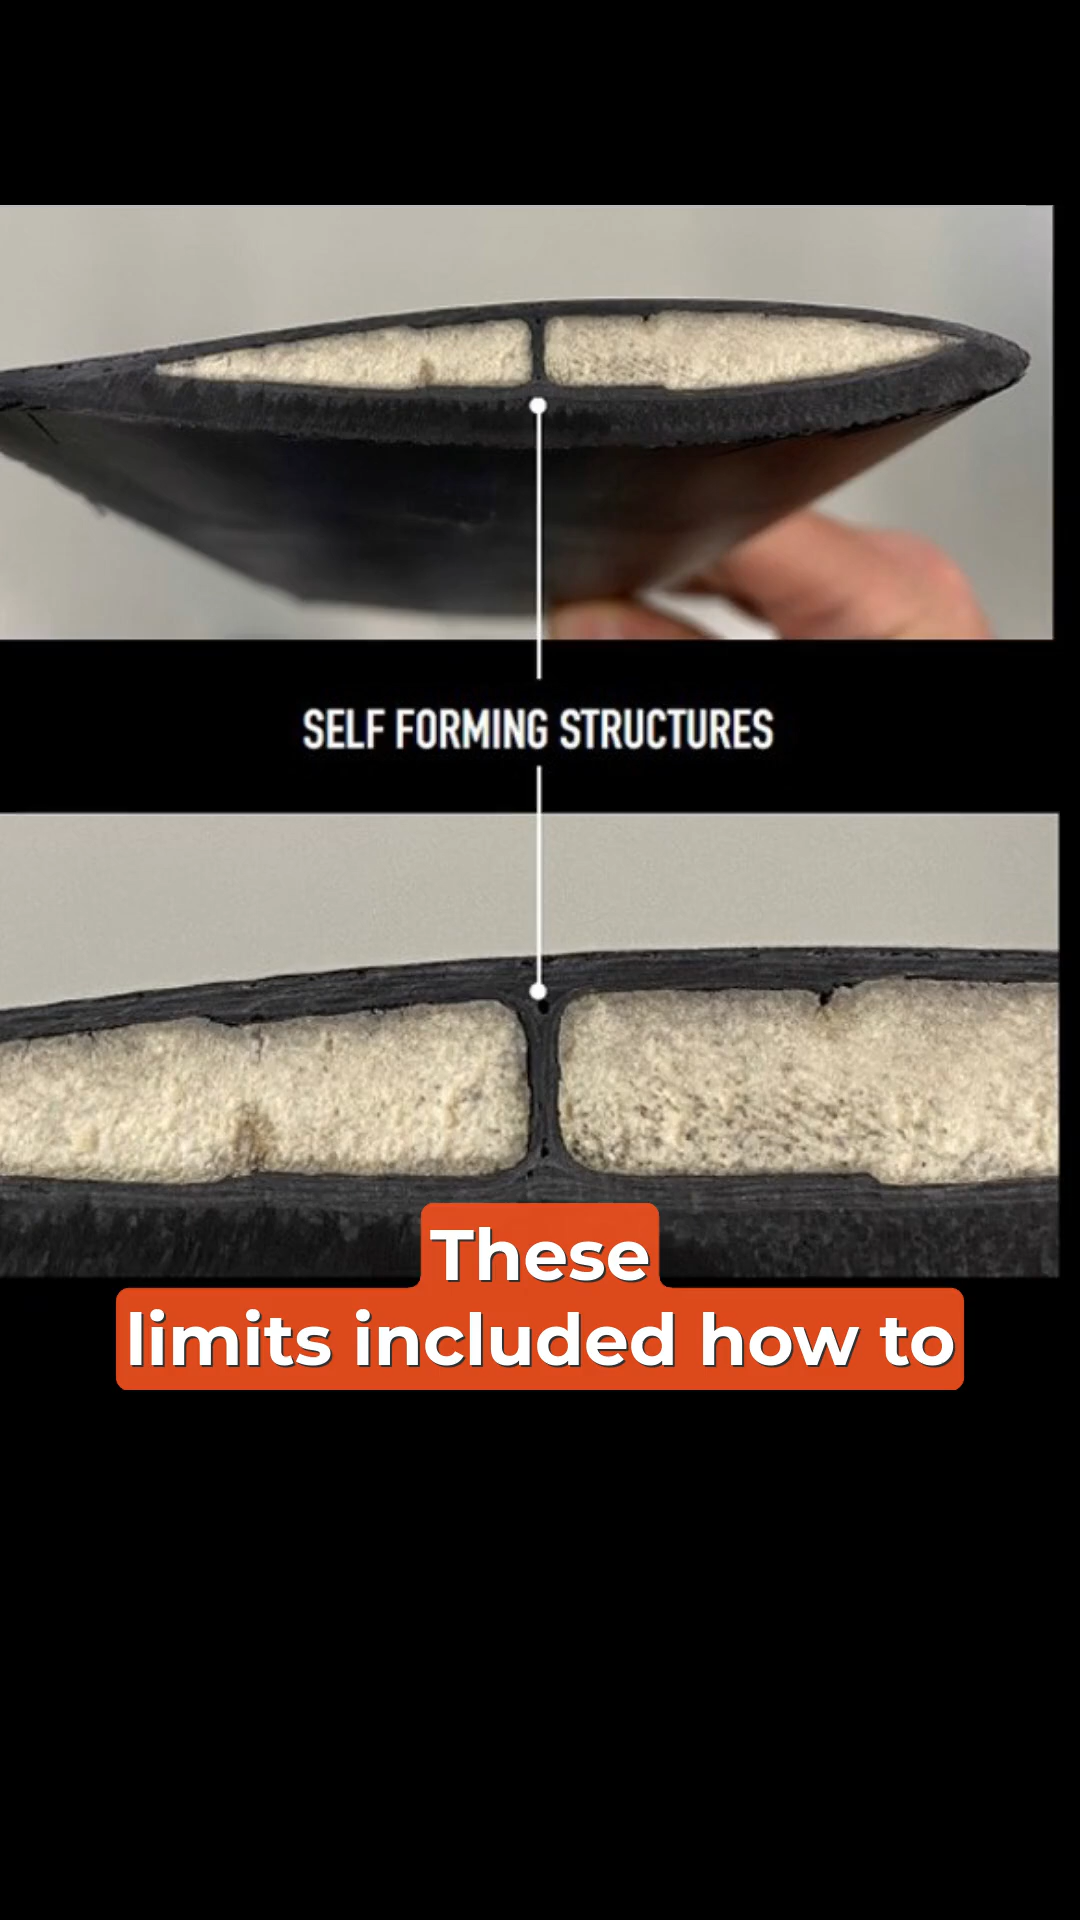 SELF FORMING STRUCTURES
These
limits included how to